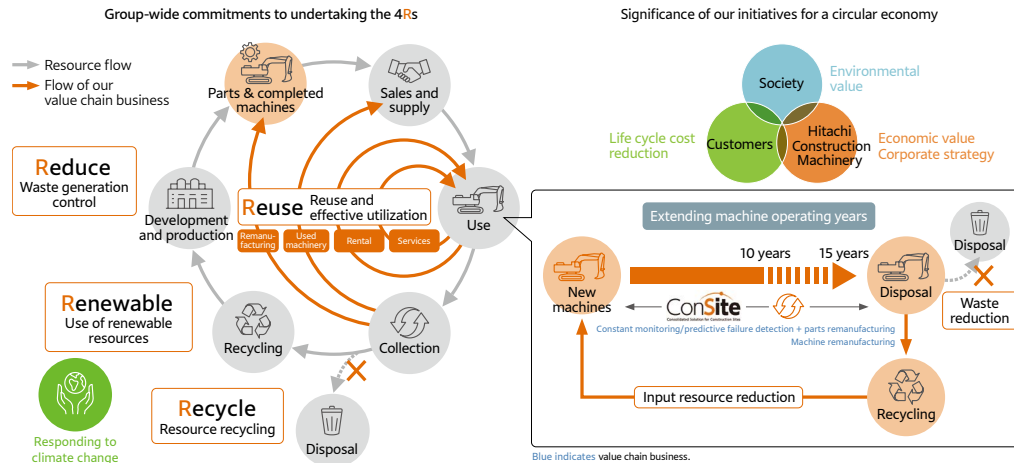 Group-wide commitments to undertaking the 4Rs
Resource flow
Flow of our
value chain business
Parts & completed
machines
Sales and
supply
Reduce
Waste generation
control
Development
and production
Reuse
Reuse and
effective utilization
Remanu-
facturing
Used
machinery
Rental
Services
Use
Renewable
Use of renewable
resources
Recycling
Collection
Recycle
Resource recycling
Disposal
Responding to
climate change
Significance of our initiatives for a circular economy
Society
Environmental
value
Life cycle cost
reduction
Customers
Hitachi
Construction
Machinery
Economic value
Corporate strategy
Extending machine operating years
10 years
15 years
Disposal
New
machines
Disposal
Waste
reduction
ConSite
Consolidated Solution for Construction Sites
Constant monitoring/predictive failure detection + parts remanufacturing
Machine remanufacturing
Input resource reduction
Recycling
Blue indicates value chain business.